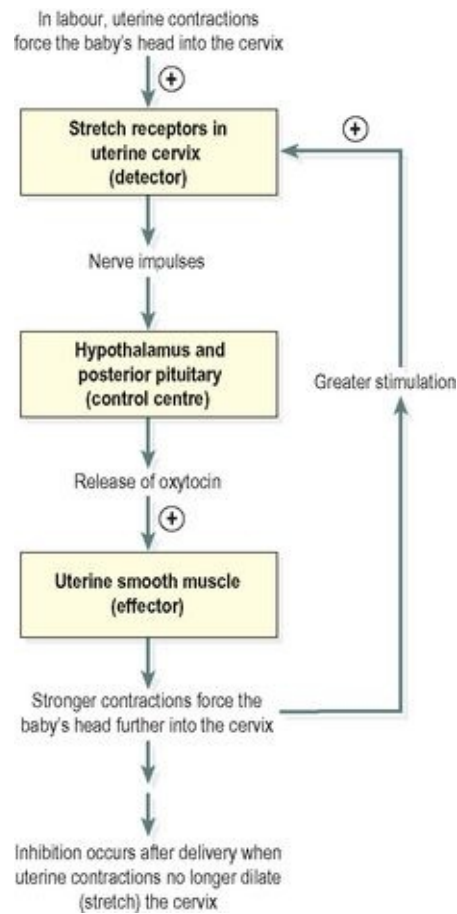 In labour, uterine contractions
force the baby's head into the cervix
+
+
Stretch receptors in
uterine cervix
(detector)
Nerve impulses
Hypothalamus and
posterior pituitary
(control centre)
Greater stimulation
Release of oxytocin
+
Uterine smooth muscle
(effector)
Stronger contractions force the
baby's head further into the cervix
Inhibition occurs after delivery when
uterine contractions no longer dilate
(stretch) the cervix